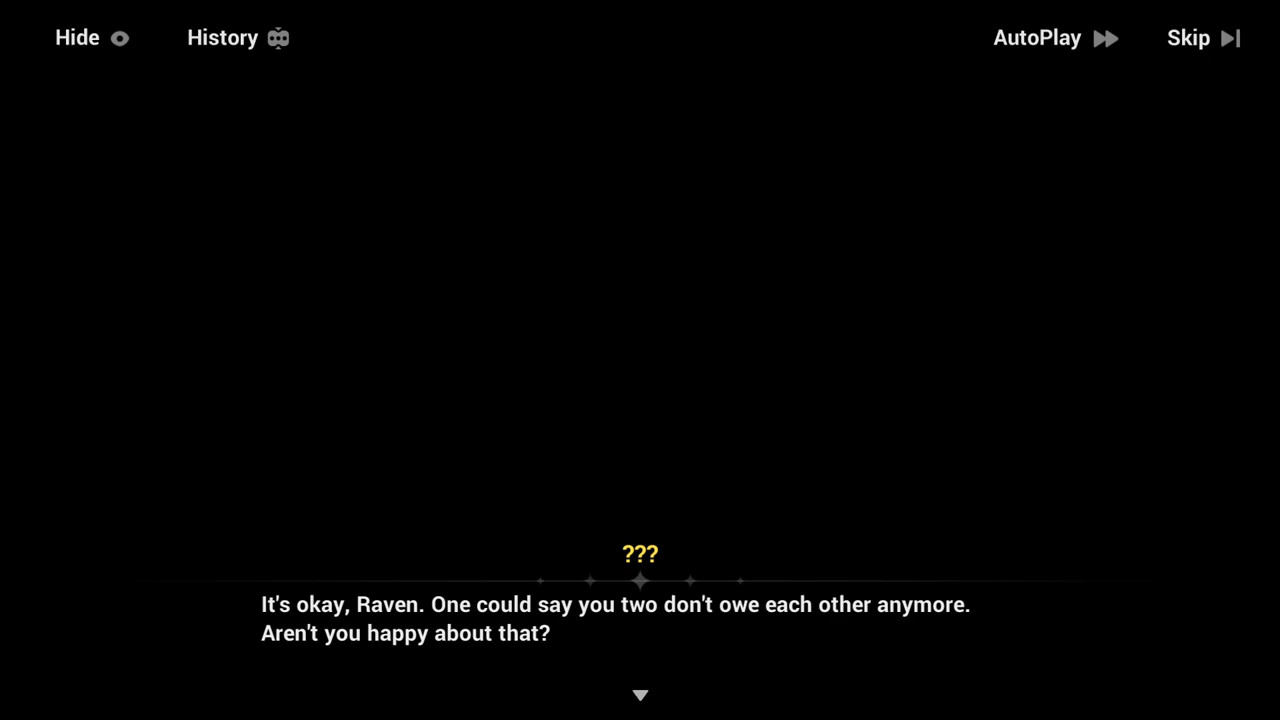 Hide
History
AutoPlay
Skip
???
It's okay, Raven. One could say you two don't owe each other anymore.
Aren't you happy about that?